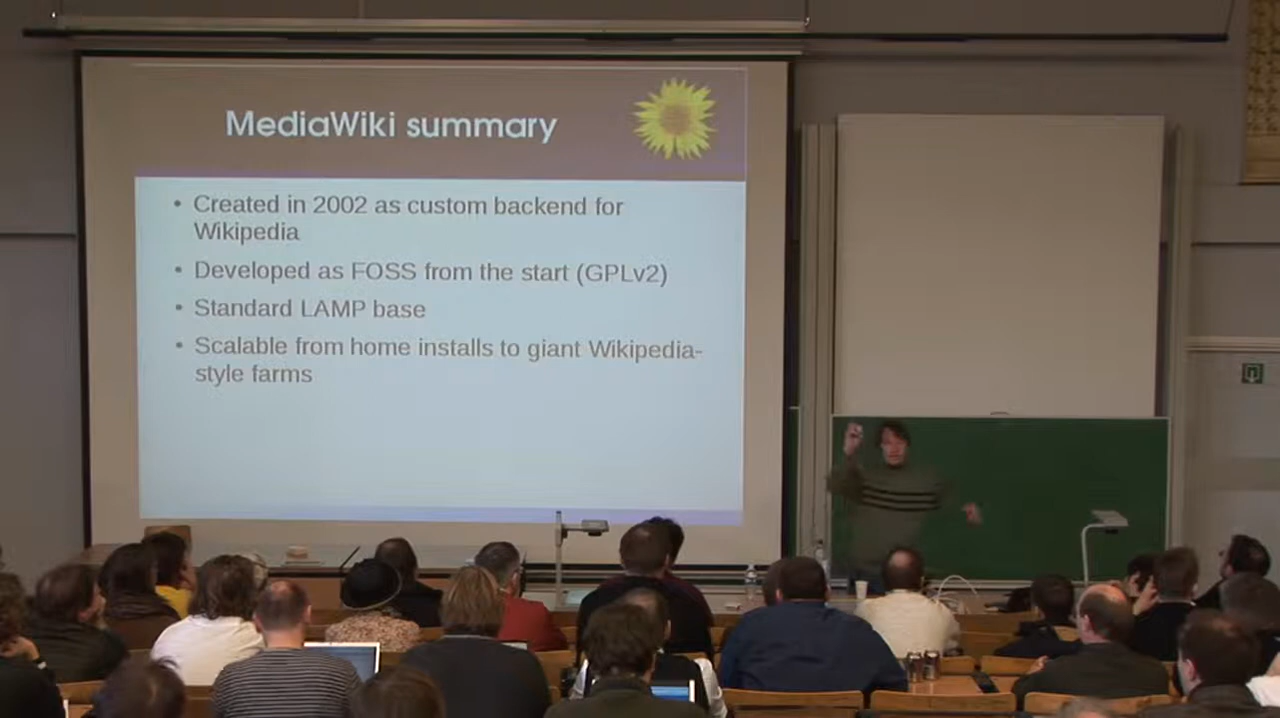 MediaWiki summary
• Created in 2002 as custom backend for
Wikipedia
• Developed as FOSS from the start (GPLv2)
• Standard LAMP base
• Scalable from home installs to giant Wikipedia-
style farms